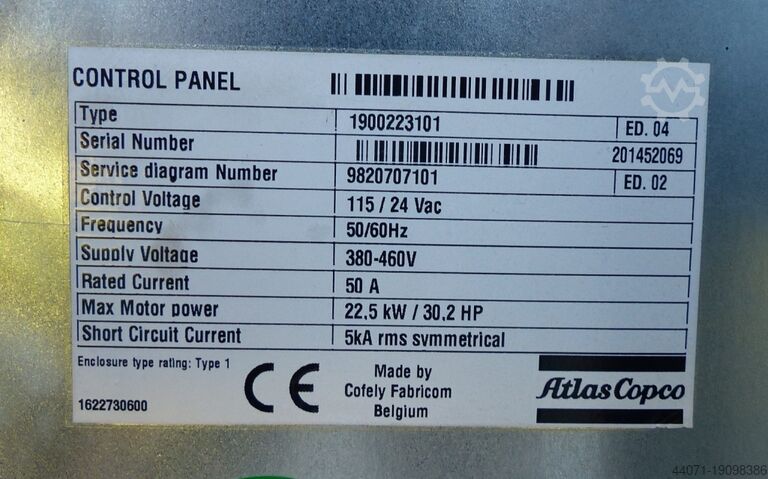 CONTROL PANEL
Type 1900223101 ED. 04
Serial Number 201452069
Service diagram Number 9820707101 ED. 02
Control Voltage 115 / 24 Vac
Frequency 50/60Hz
Supply Voltage 380-460V
Rated Current 50 A
Max Motor power 22,5 kW / 30,2 HP
Short Circuit Current 5kA rms symmetrical
Enclosure type rating: Type 1
1622730600
CE
Made by
Cofely Fabricom
Belgium
Atlas Copco
44071-19098386